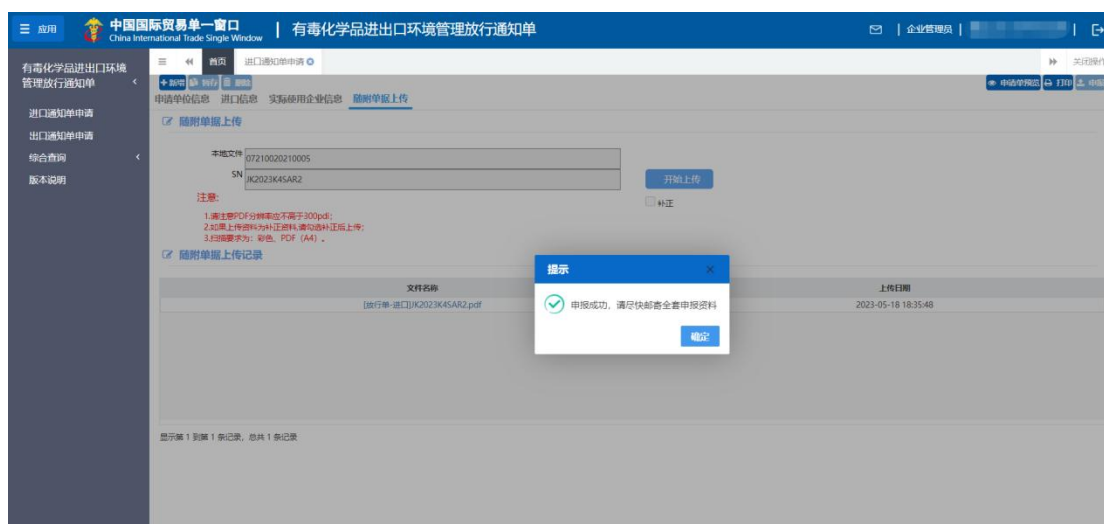 应用
中国国际贸易单一窗口
China International Trade Single Window
有毒化学品进出口环境管理放行通知单
企业管理员
有毒化学品进出口环境
管理放行通知单
进口通知单申请
出口通知单申请
综合查询
版本说明
首页
进口通知单申请
关闭操作
新增 暂存 删除
申请单预览 打印 申报
申请单位信息 进口信息 实际使用企业信息 随附单据上传
随附单据上传
本地文件 07210020210005
SN JK2023K45AR2
开始上传
补正
注意:
1.请注意PDF分辨率应不高于300pdi;
2.如果上传资料为补正资料,请勾选补正后上传;
3.扫描要求为：彩色、PDF（A4）。
随附单据上传记录
文件名称 上传日期
[放行单-进口]JK2023K45AR2.pdf 2023-05-18 18:35:48
提示
申报成功，请尽快邮寄全套申报资料
确定
显示第 1 到第 1 条记录，总共 1 条记录